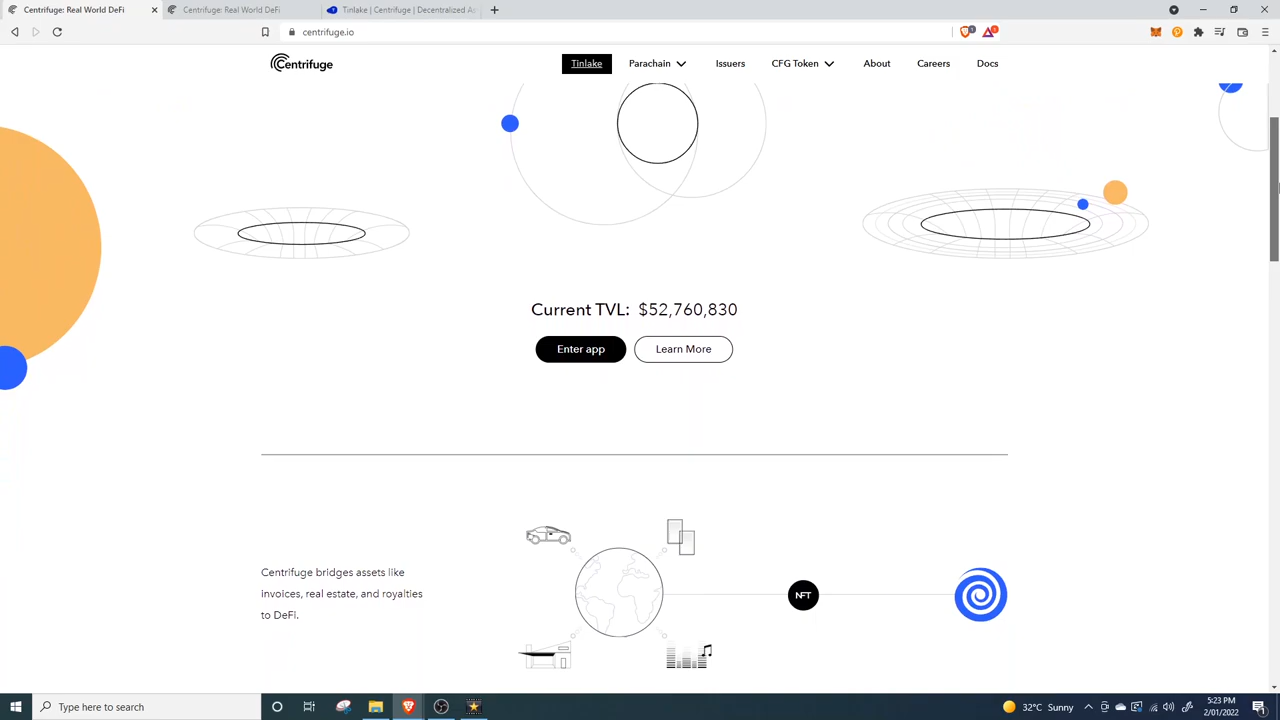 Centrifuge: Real World DeFi
Centrifuge: Real World DeFi
Tinlake | Centrifuge | Decentralized As
centrifuge.io
Centrifuge
Tinlake
Parachain
Issuers
CFG Token
About
Careers
Docs
Current TVL: $52,760,830
Enter app
Learn More
Centrifuge bridges assets like
invoices, real estate, and royalties
to DeFi.
NFT
Type here to search
32°C Sunny
5:23 PM
2/01/2022